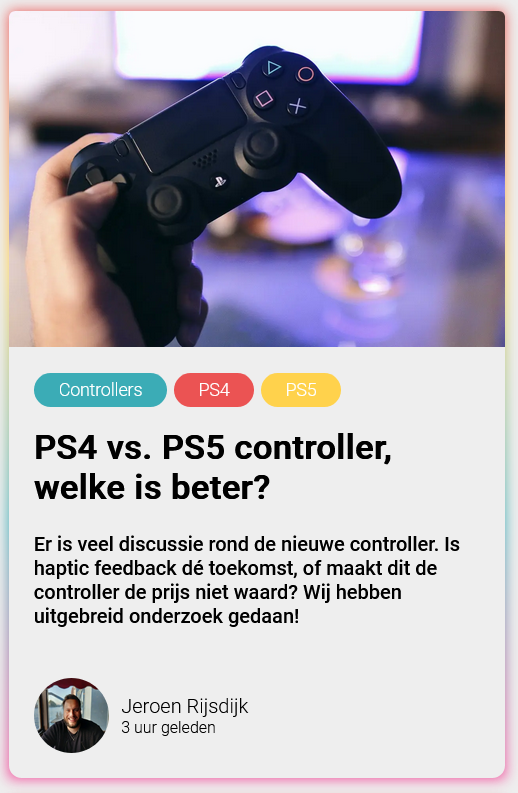 Controllers PS4 PS5
PS4 vs. PS5 controller,
welke is beter?
Er is veel discussie rond de nieuwe controller. Is
haptic feedback dé toekomst, of maakt dit de
controller de prijs niet waard? Wij hebben
uitgebreid onderzoek gedaan!
Jeroen Rijsdijk
3 uur geleden